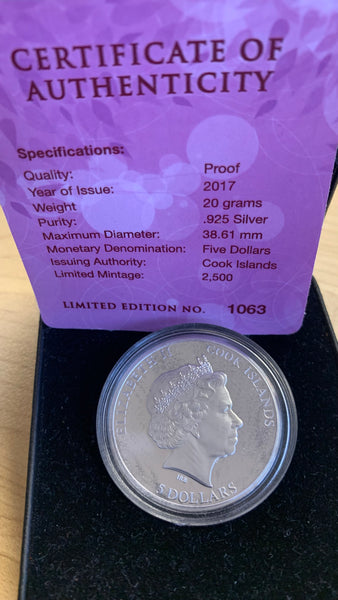 CERTIFICATE OF
AUTHENTICITY
Specifications:
Quality: Proof
Year of Issue: 2017
Weight 20 grams
Purity: .925 Silver
Maximum Diameter: 38.61 mm
Monetary Denomination: Five Dollars
Issuing Authority: Cook Islands
Limited Mintage: 2,500
LIMITED EDITION NO. 1063
ELIZABETH II COOK ISLANDS
5 DOLLARS